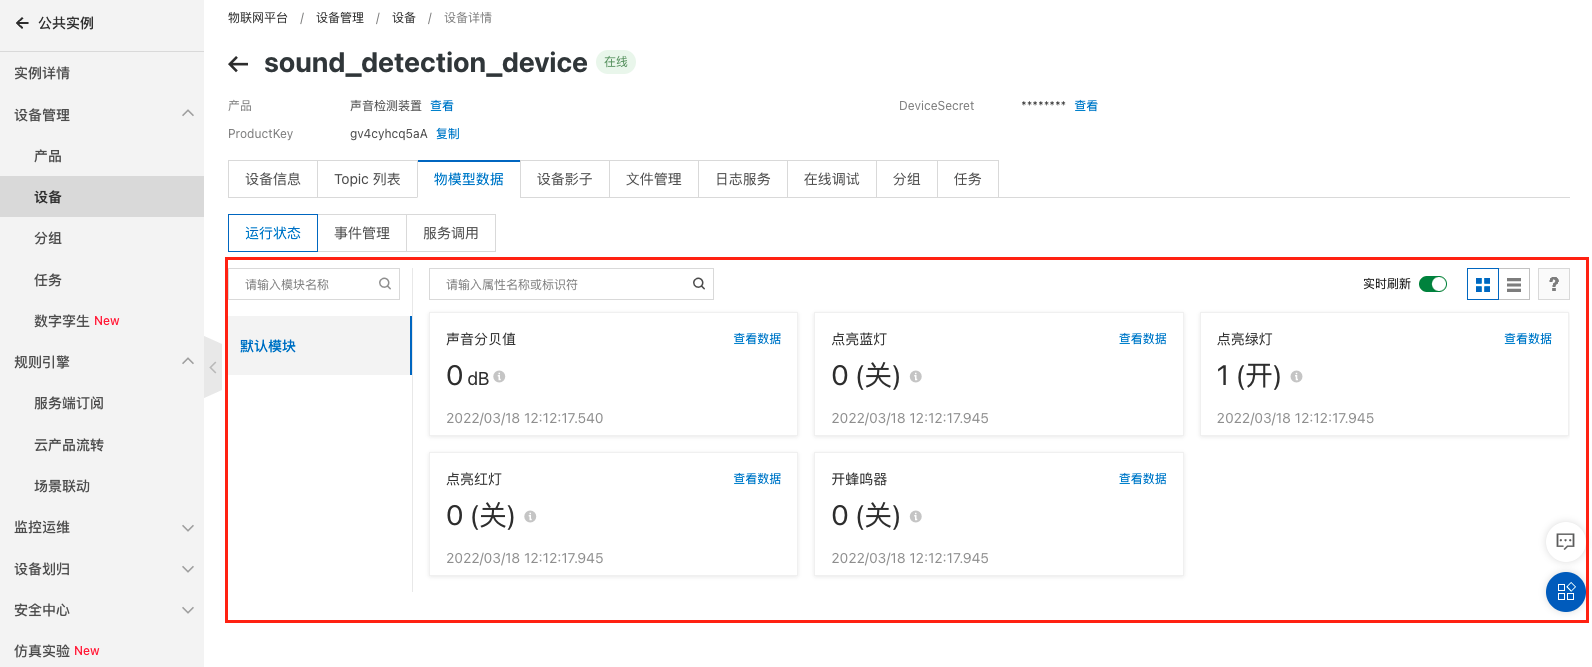 公共实例
实例详情
设备管理
产品
设备
分组
任务
数字孪生 New
规则引擎
服务端订阅
云产品流转
场景联动
监控运维
设备划归
安全中心
仿真实验 New
物联网平台 / 设备管理 / 设备 / 设备详情
sound_detection_device 在线
产品 声音检测装置 查看 DeviceSecret ******** 查看
ProductKey gv4cyhcq5aA 复制
设备信息 Topic 列表 物模型数据 设备影子 文件管理 日志服务 在线调试 分组 任务
运行状态 事件管理 服务调用
请输入模块名称 请输入属性名称或标识符 实时刷新 ?
默认模块
声音分贝值 查看数据
0 dB
2022/03/18 12:12:17.540
点亮蓝灯 查看数据
0 (关)
2022/03/18 12:12:17.945
点亮绿灯 查看数据
1 (开)
2022/03/18 12:12:17.945
点亮红灯 查看数据
0 (关)
2022/03/18 12:12:17.945
开蜂鸣器 查看数据
0 (关)
2022/03/18 12:12:17.945